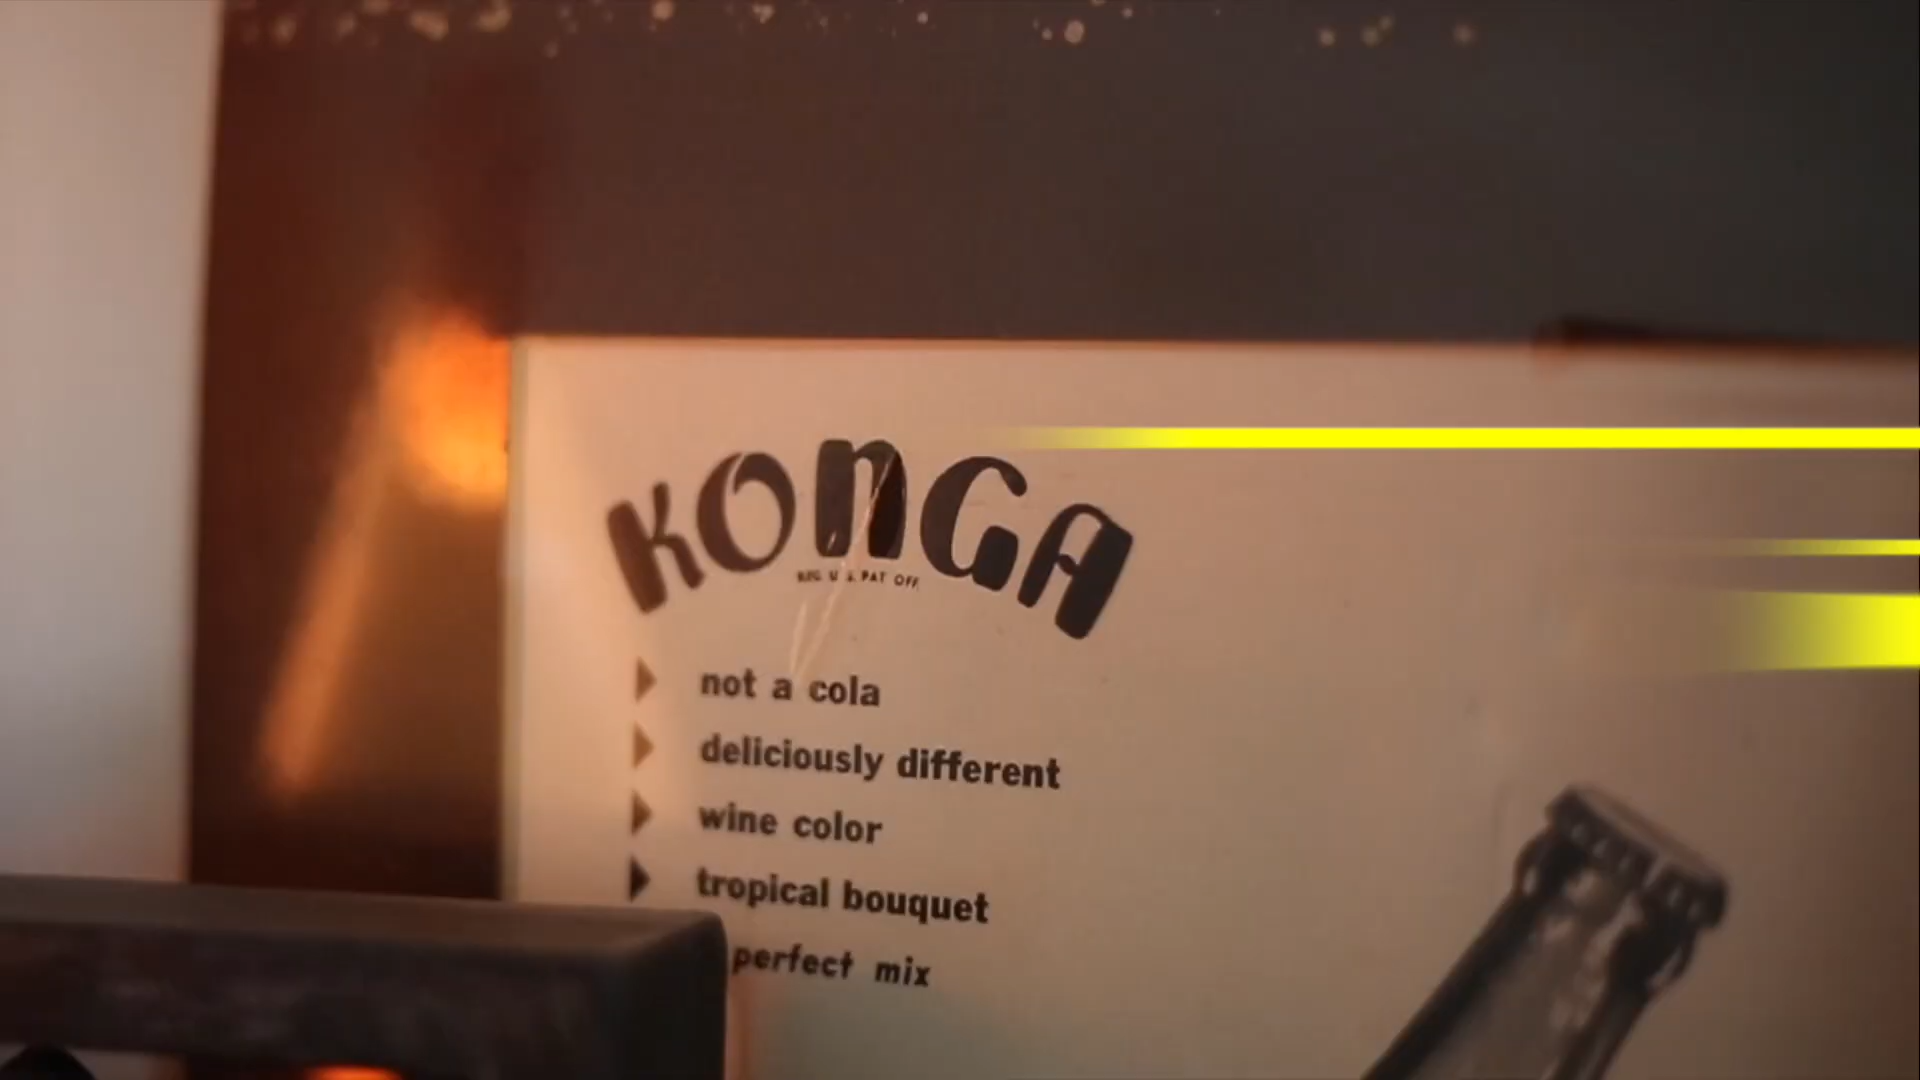 KONGA
REG. U.S. PAT OFF.
not a cola
deliciously different
wine color
tropical bouquet
perfect mix